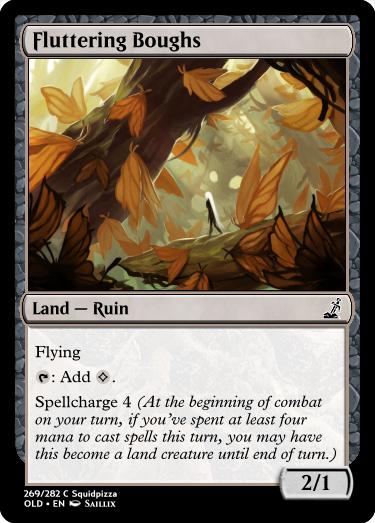 Fluttering Boughs
Land — Ruin
Flying
: Add .
Spellcharge 4 (At the beginning of combat
on your turn, if you've spent at least four
mana to cast spells this turn, you may have
this become a land creature until end of turn.)
2/1
269/282 C Squidpizza
OLD • EN Saillix